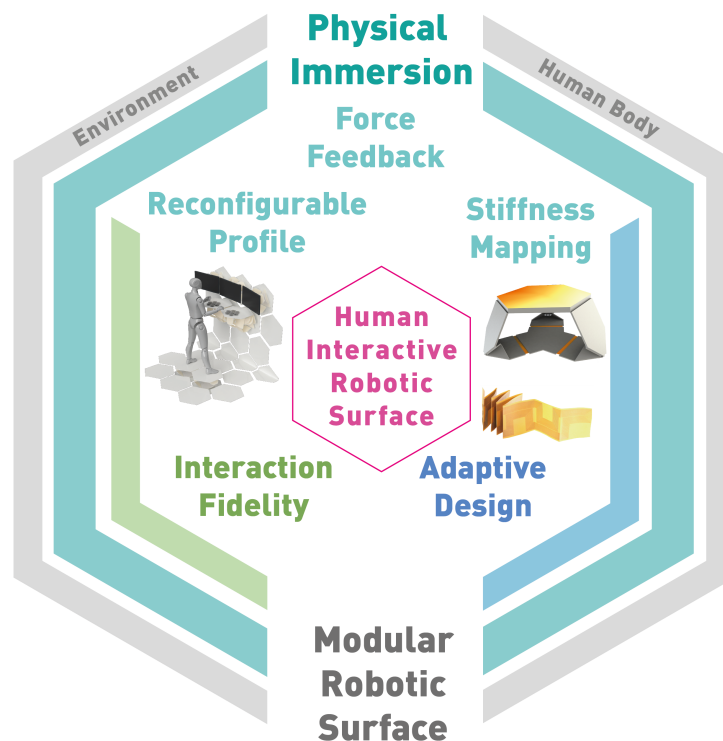 Physical
Immersion
Environment
Human Body
Force
Feedback
Reconfigurable
Profile
Stiffness
Mapping
Human
Interactive
Robotic
Surface
Interaction
Fidelity
Adaptive
Design
Modular
Robotic
Surface